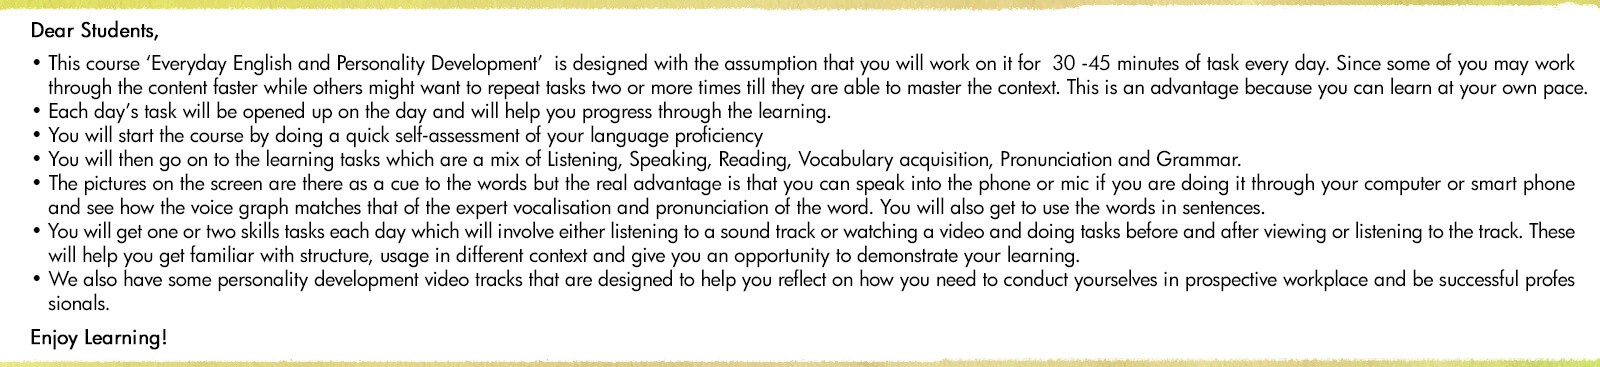 Dear Students,
• This course ‘Everyday English and Personality Development’ is designed with the assumption that you will work on it for 30 -45 minutes of task every day. Since some of you may work
through the content faster while others might want to repeat tasks two or more times till they are able to master the context. This is an advantage because you can learn at your own pace.
• Each day’s task will be opened up on the day and will help you progress through the learning.
• You will start the course by doing a quick self-assessment of your language proficiency
• You will then go on to the learning tasks which are a mix of Listening, Speaking, Reading, Vocabulary acquisition, Pronunciation and Grammar.
• The pictures on the screen are there as a cue to the words but the real advantage is that you can speak into the phone or mic if you are doing it through your computer or smart phone
and see how the voice graph matches that of the expert vocalisation and pronunciation of the word. You will also get to use the words in sentences.
• You will get one or two skills tasks each day which will involve either listening to a sound track or watching a video and doing tasks before and after viewing or listening to the track. These
will help you get familiar with structure, usage in different context and give you an opportunity to demonstrate your learning.
• We also have some personality development video tracks that are designed to help you reflect on how you need to conduct yourselves in prospective workplace and be successful profes
sionals.
Enjoy Learning!